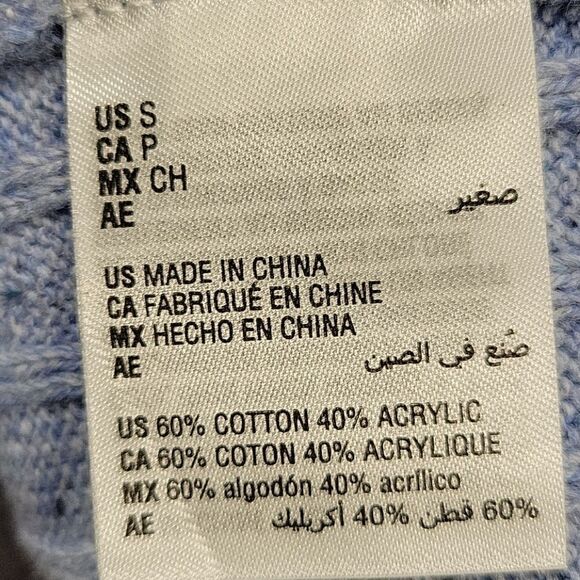 US S
CA P
MX CH
AE صغير
US MADE IN CHINA
CA FABRIQUÉ EN CHINE
MX HECHO EN CHINA
AE صُنع في الصين
US 60% COTTON 40% ACRYLIC
CA 60% COTON 40% ACRYLIQUE
MX 60% algodón 40% acrílico
AE 60% قطن 40% أكريليك